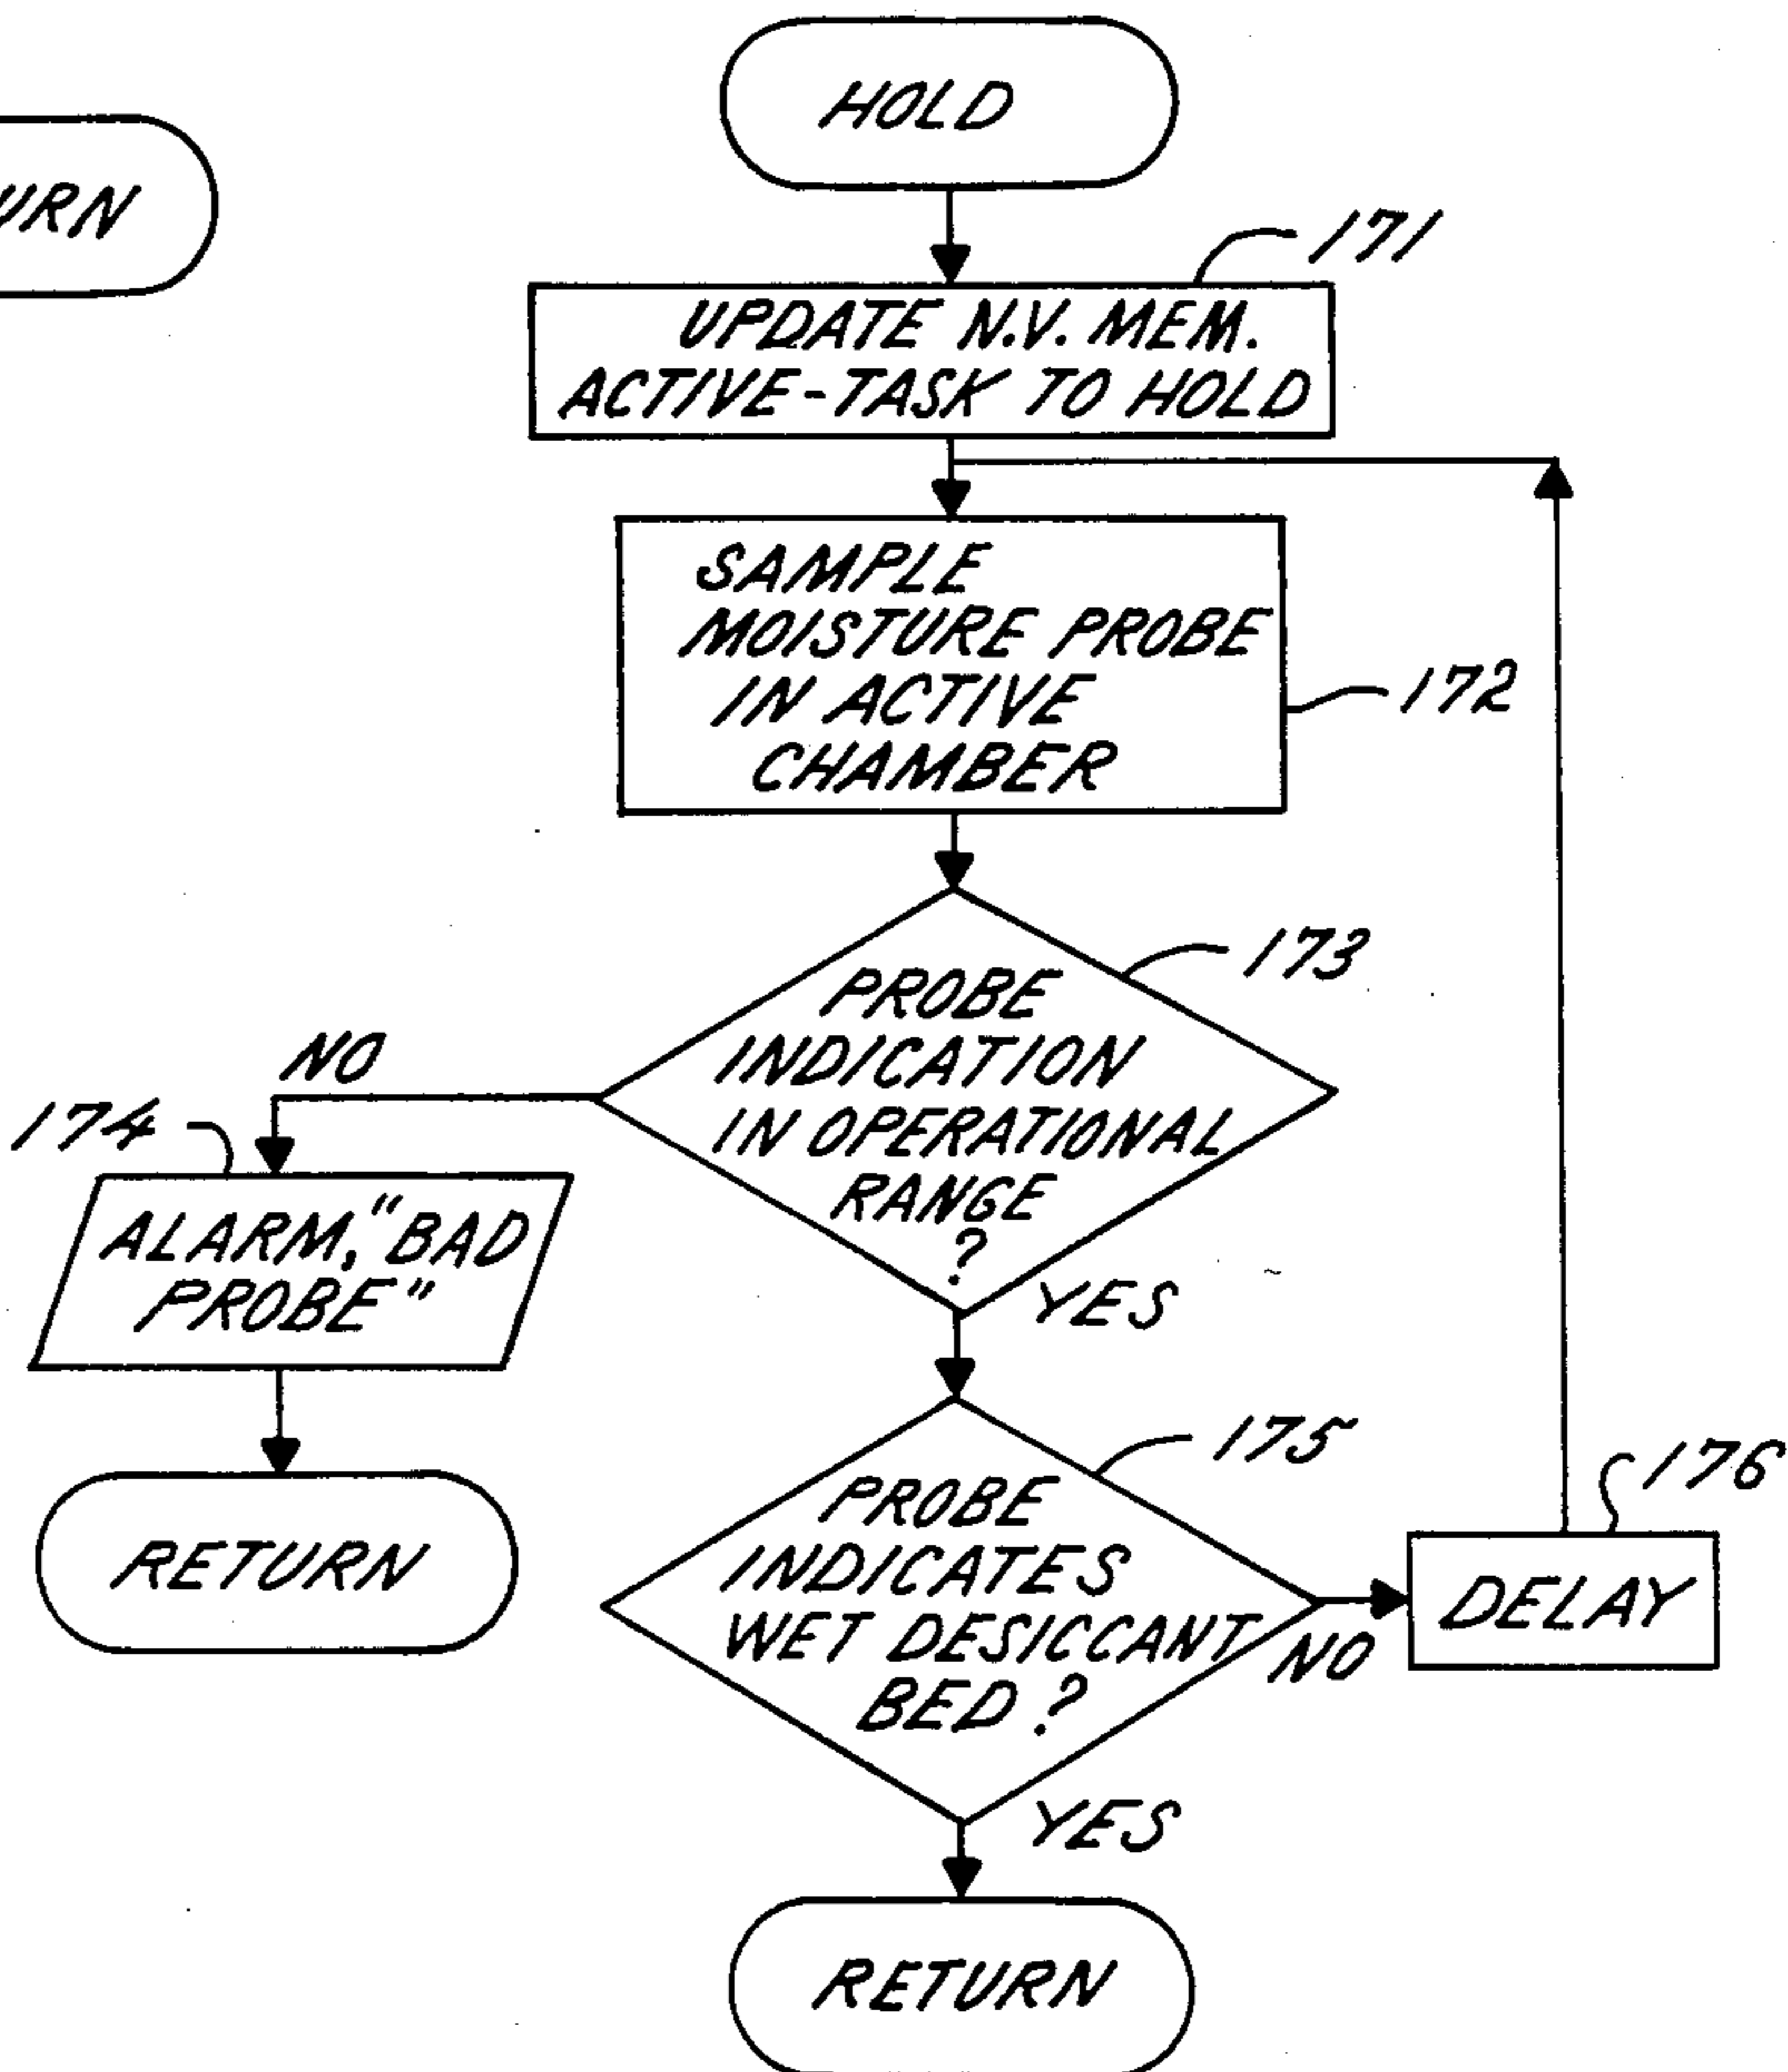 HOLD
171
UPDATE N.V. MEM.
ACTIVE-TASK TO HOLD
SAMPLE
MOISTURE PROBE
IN ACTIVE
CHAMBER
172
173
PROBE
INDICATION
IN OPERATIONAL
RANGE
?
NO
YES
174
ALARM, "BAD
PROBE"
RETURN
175
PROBE
INDICATES
WET DESICCANT
BED ?
NO
176
DELAY
YES
RETURN